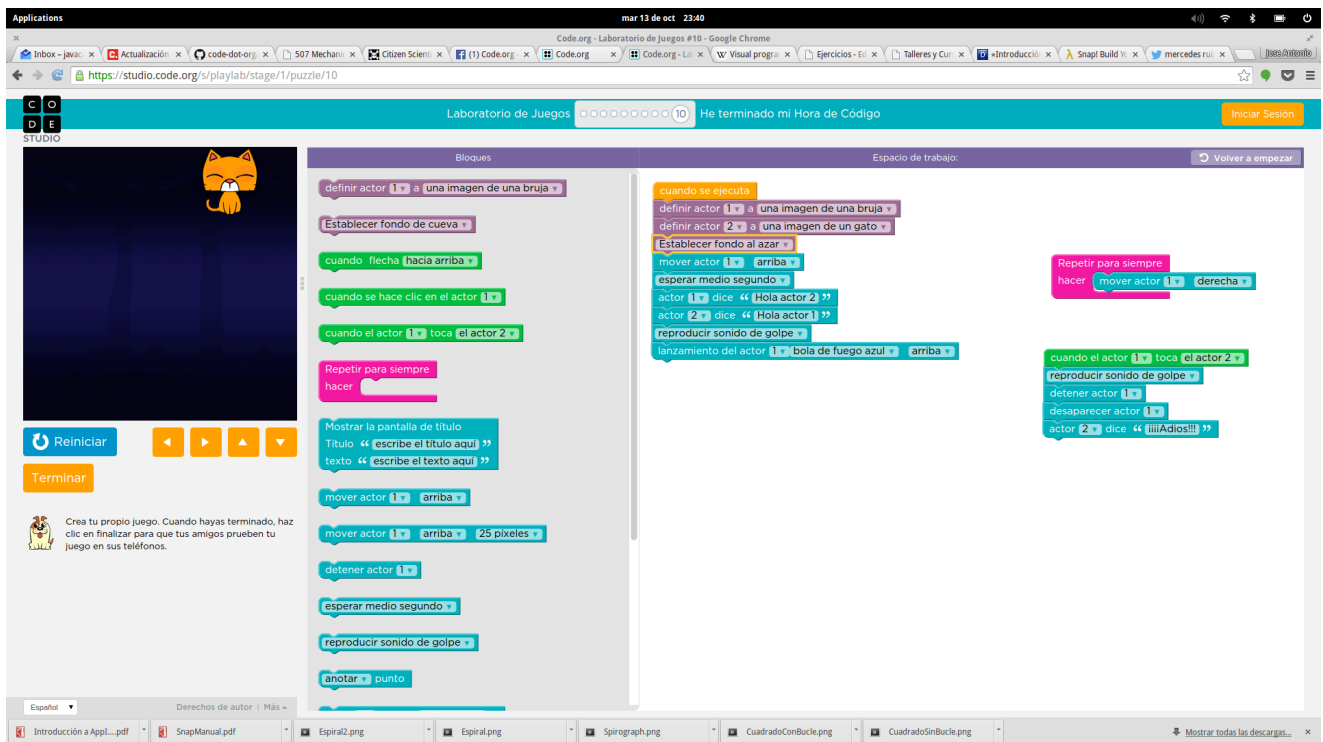 Applications
mar 13 de oct 23:40
Code.org - Laboratorio de Juegos #10 - Google Chrome
Inbox – javac
Actualización
code-dot-org
507 Mechani
Citizen Scienti
(1) Code.org -
Code.org
Code.org - La
Visual progra
Ejercicios - Ed
Talleres y Cur
«Introducció
Snap! Build Yo
mercedes rui
Jose Antonio
https://studio.code.org/s/playlab/stage/1/puzzle/10
C O
D E
STUDIO
Laboratorio de Juegos
10
He terminado mi Hora de Código
Iniciar Sesión
Bloques
Espacio de trabajo:
Volver a empezar
definir actor 1 a una imagen de una bruja
Establecer fondo de cueva
cuando flecha hacia arriba
cuando se hace clic en el actor 1
cuando el actor 1 toca el actor 2
Repetir para siempre
hacer
Mostrar la pantalla de título
Título “ escribe el título aquí ”
texto “ escribe el texto aquí ”
mover actor 1 arriba
mover actor 1 arriba 25 píxeles
detener actor 1
esperar medio segundo
reproducir sonido de golpe
anotar punto
cuando se ejecuta
definir actor 1 a una imagen de una bruja
definir actor 2 a una imagen de un gato
Establecer fondo al azar
mover actor 1 arriba
esperar medio segundo
actor 1 dice “ Hola actor 2 ”
actor 2 dice “ Hola actor 1 ”
reproducir sonido de golpe
lanzamiento del actor 1 bola de fuego azul arriba
Repetir para siempre
hacer mover actor 1 derecha
cuando el actor 1 toca el actor 2
reproducir sonido de golpe
detener actor 1
desaparecer actor 1
actor 2 dice “ ¡¡¡¡Adios!!! ”
Reiniciar
Terminar
Crea tu propio juego. Cuando hayas terminado, haz
clic en finalizar para que tus amigos prueben tu
juego en sus teléfonos.
Español
Derechos de autor | Más
Introducción a AppI....pdf
SnapManual.pdf
Espiral2.png
Espiral.png
Spirograph.png
CuadradoConBucle.png
CuadradoSinBucle.png
Mostrar todas las descargas...